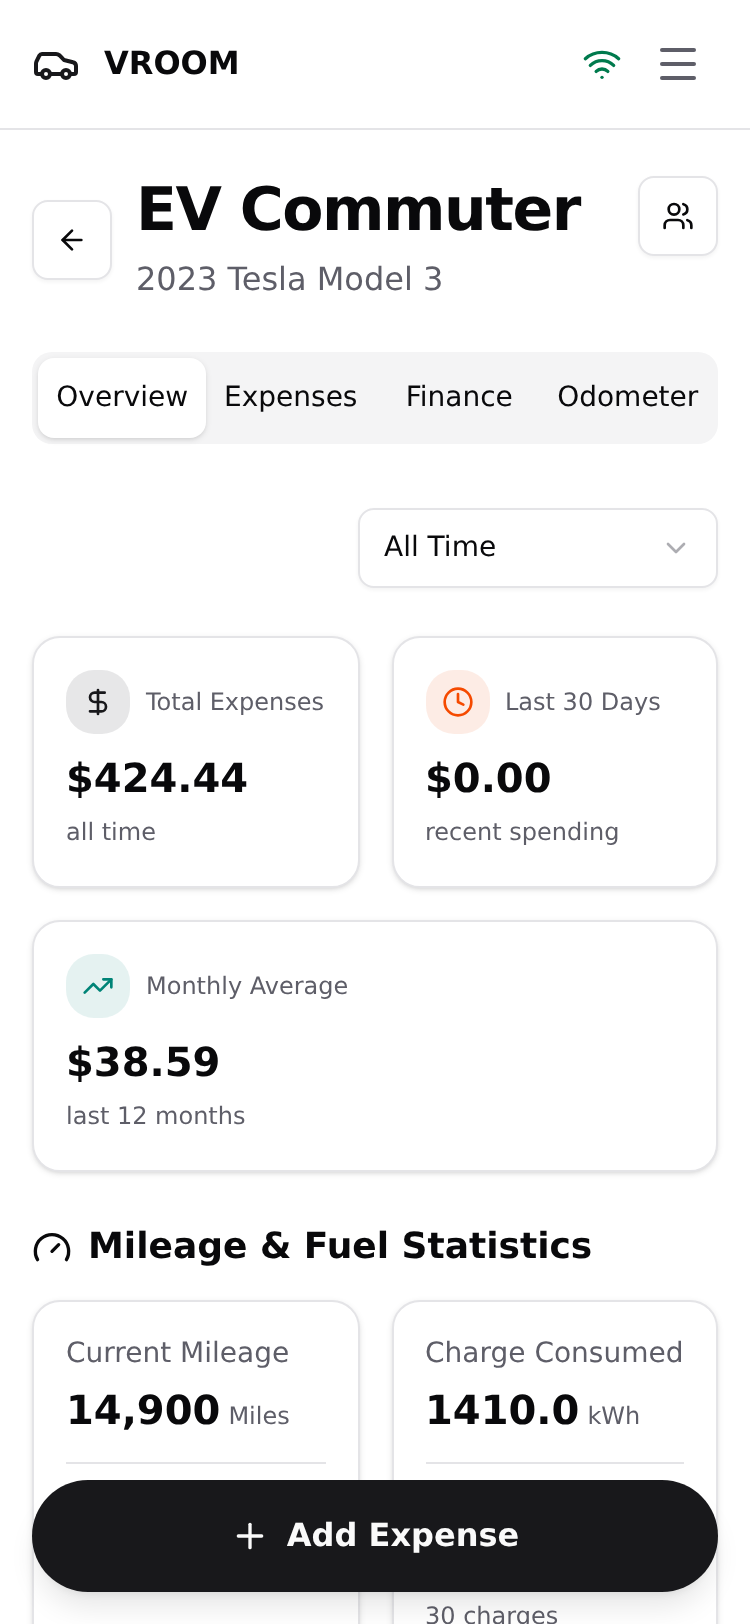 VROOM
EV Commuter
2023 Tesla Model 3
Overview Expenses Finance Odometer
All Time
Total Expenses
$424.44
all time
Last 30 Days
$0.00
recent spending
Monthly Average
$38.59
last 12 months
Mileage & Fuel Statistics
Current Mileage
14,900 Miles
Charge Consumed
1410.0 kWh
Add Expense
30 charges